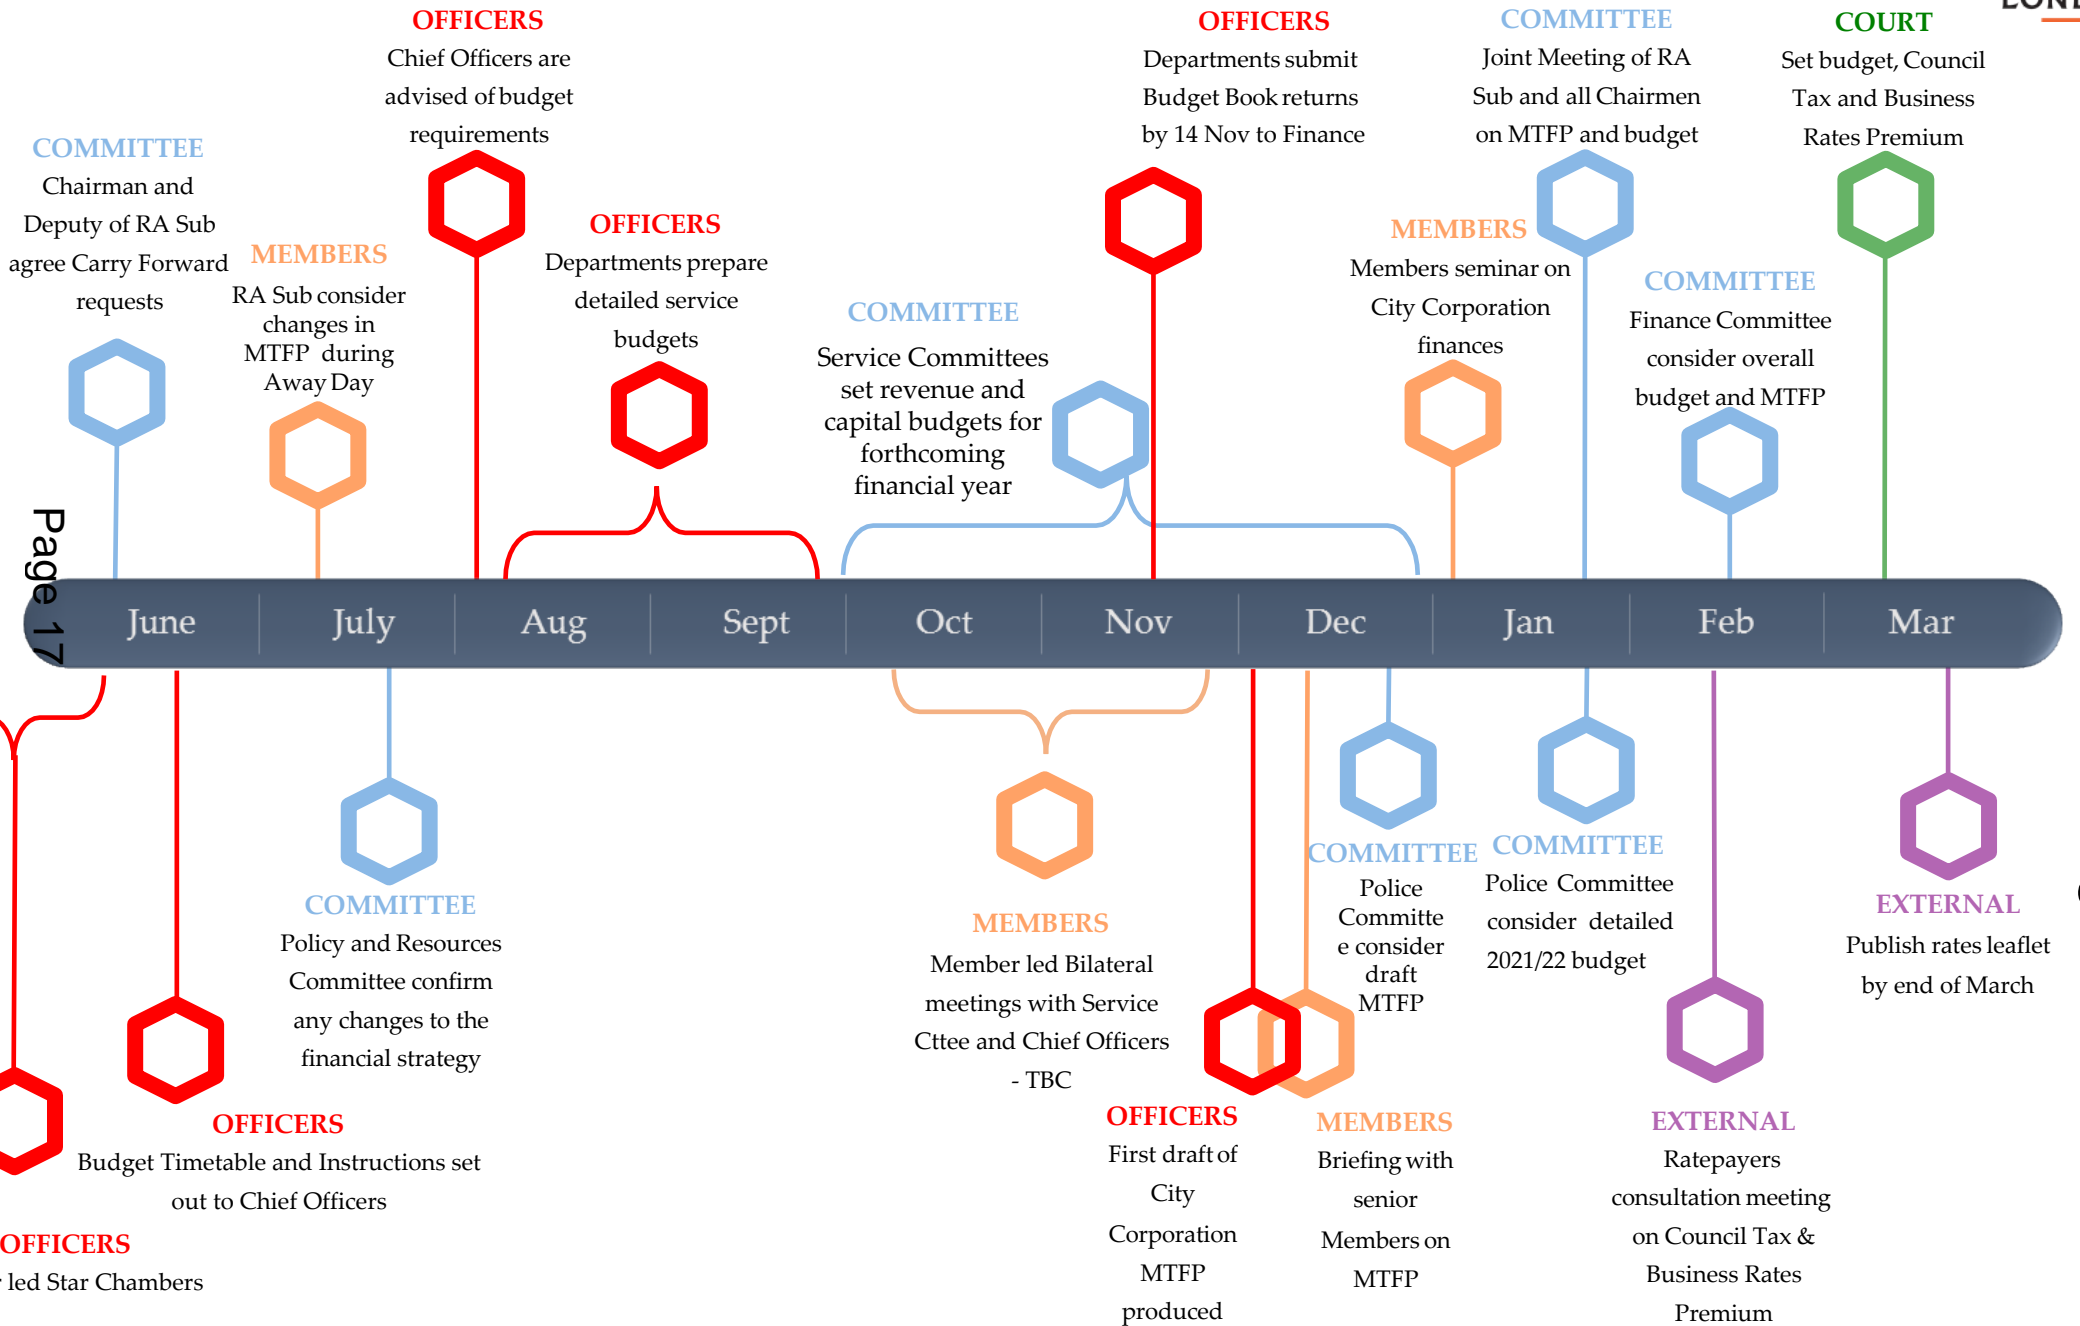 OFFICERS
Chief Officers are
advised of budget
requirements
OFFICERS
Departments submit
Budget Book returns
by 14 Nov to Finance
COMMITTEE
Joint Meeting of RA
Sub and all Chairmen
on MTFP and budget
COURT
Set budget, Council
Tax and Business
Rates Premium
COMMITTEE
Chairman and
Deputy of RA Sub
agree Carry Forward
requests
MEMBERS
RA Sub consider
changes in
MTFP during
Away Day
OFFICERS
Departments prepare
detailed service
budgets
COMMITTEE
Service Committees
set revenue and
capital budgets for
forthcoming
financial year
MEMBERS
Members seminar on
City Corporation
finances
COMMITTEE
Finance Committee
consider overall
budget and MTFP
Page 17
June
July
Aug
Sept
Oct
Nov
Dec
Jan
Feb
Mar
COMMITTEE
Policy and Resources
Committee confirm
any changes to the
financial strategy
MEMBERS
Member led Bilateral
meetings with Service
Cttee and Chief Officers
- TBC
COMMITTEE
Police
Committe
e consider
draft
MTFP
COMMITTEE
Police Committee
consider detailed
2021/22 budget
EXTERNAL
Publish rates leaflet
by end of March
OFFICERS
Budget Timetable and Instructions set
out to Chief Officers
OFFICERS
led Star Chambers
OFFICERS
First draft of
City
Corporation
MTFP
produced
MEMBERS
Briefing with
senior
Members on
MTFP
EXTERNAL
Ratepayers
consultation meeting
on Council Tax &
Business Rates
Premium